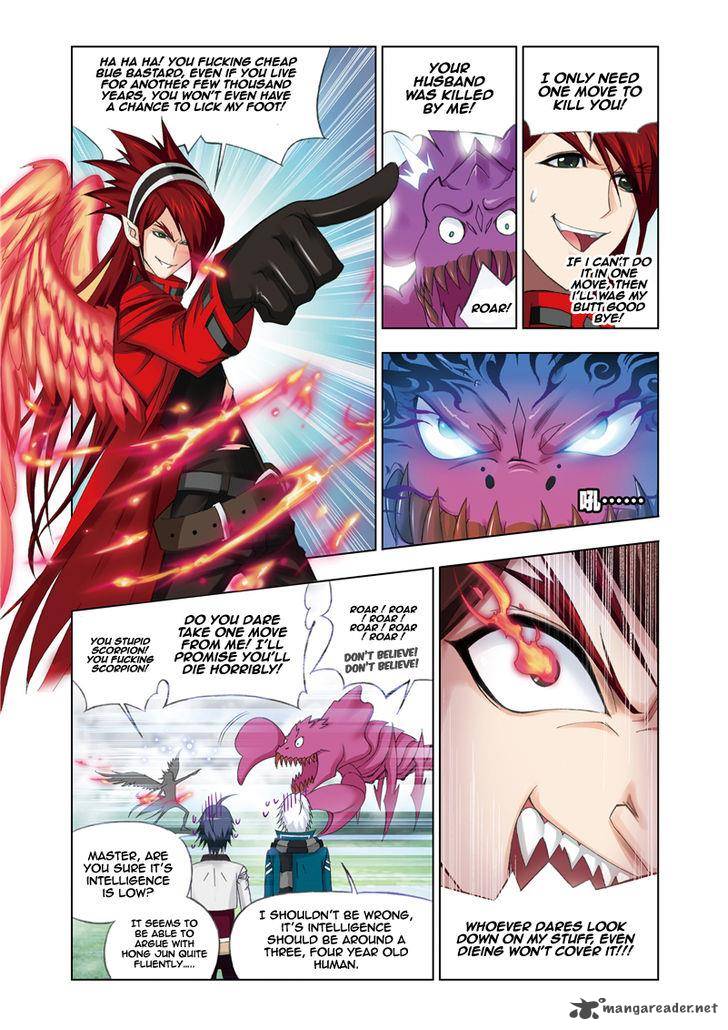 HA HA HA! YOU FUCKING CHEAP
BUG BASTARD, EVEN IF YOU LIVE
FOR ANOTHER FEW THOUSAND
YEARS, YOU WON'T EVEN HAVE
A CHANCE TO LICK MY FOOT!
YOUR
HUSBAND
WAS KILLED
BY ME!
ROAR!
I ONLY NEED
ONE MOVE TO
KILL YOU!
IF I CAN'T DO
IT IN ONE
MOVE, THEN
I'LL WAS MY
BUTT GOOD
BYE!
吼……
YOU STUPID
SCORPION!
YOU FUCKING
SCORPION!
DO YOU DARE
TAKE ONE MOVE
FROM ME! I'LL
PROMISE YOU'LL
DIE HORRIBLY!
ROAR! ROAR
! ROAR !
ROAR! ROAR
! ROAR!
DON'T BELIEVE!
DON'T BELIEVE!
MASTER, ARE
YOU SURE IT'S
INTELLIGENCE
IS LOW?
IT SEEMS TO
BE ABLE TO
ARGUE WITH
HONG JUN QUITE
FLUENTLY.....
I SHOULDN'T BE WRONG,
IT'S INTELLIGENCE
SHOULD BE AROUND A
THREE, FOUR YEAR OLD
HUMAN.
WHOEVER DARES LOOK
DOWN ON MY STUFF, EVEN
DIEING WON'T COVER IT!!!
mangareader.net